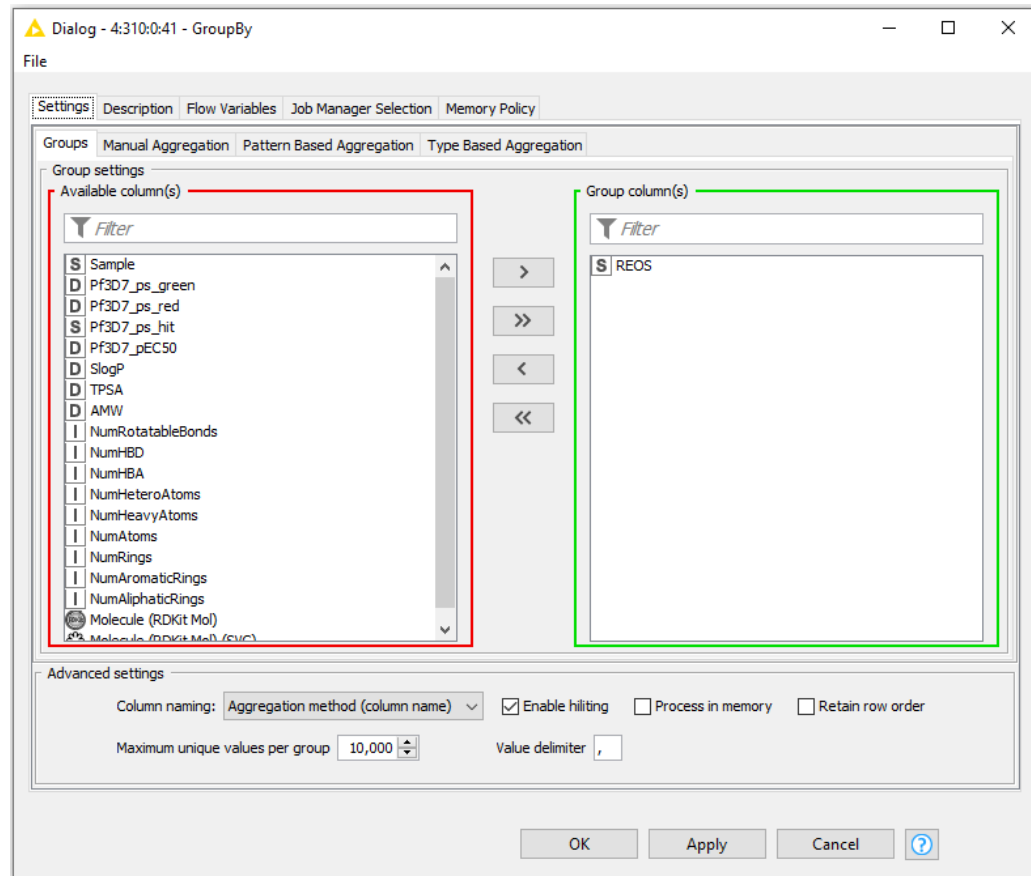 Dialog - 4:310:0:41 - GroupBy
File
Settings Description Flow Variables Job Manager Selection Memory Policy
Groups Manual Aggregation Pattern Based Aggregation Type Based Aggregation
Group settings
Available column(s)
Filter
S Sample
D Pf3D7_ps_green
D Pf3D7_ps_red
S Pf3D7_ps_hit
D Pf3D7_pEC50
D SlogP
D TPSA
D AMW
I NumRotatableBonds
I NumHBD
I NumHBA
I NumHeteroAtoms
I NumHeavyAtoms
I NumAtoms
I NumRings
I NumAromaticRings
I NumAliphaticRings
Molecule (RDKit Mol)
Molecule (RDKit Mol) (SVG)
>
>>
<
<<
Group column(s)
Filter
S REOS
Advanced settings
Column naming: Aggregation method (column name) Enable hiliting Process in memory Retain row order
Maximum unique values per group 10,000 Value delimiter ,
OK Apply Cancel ?